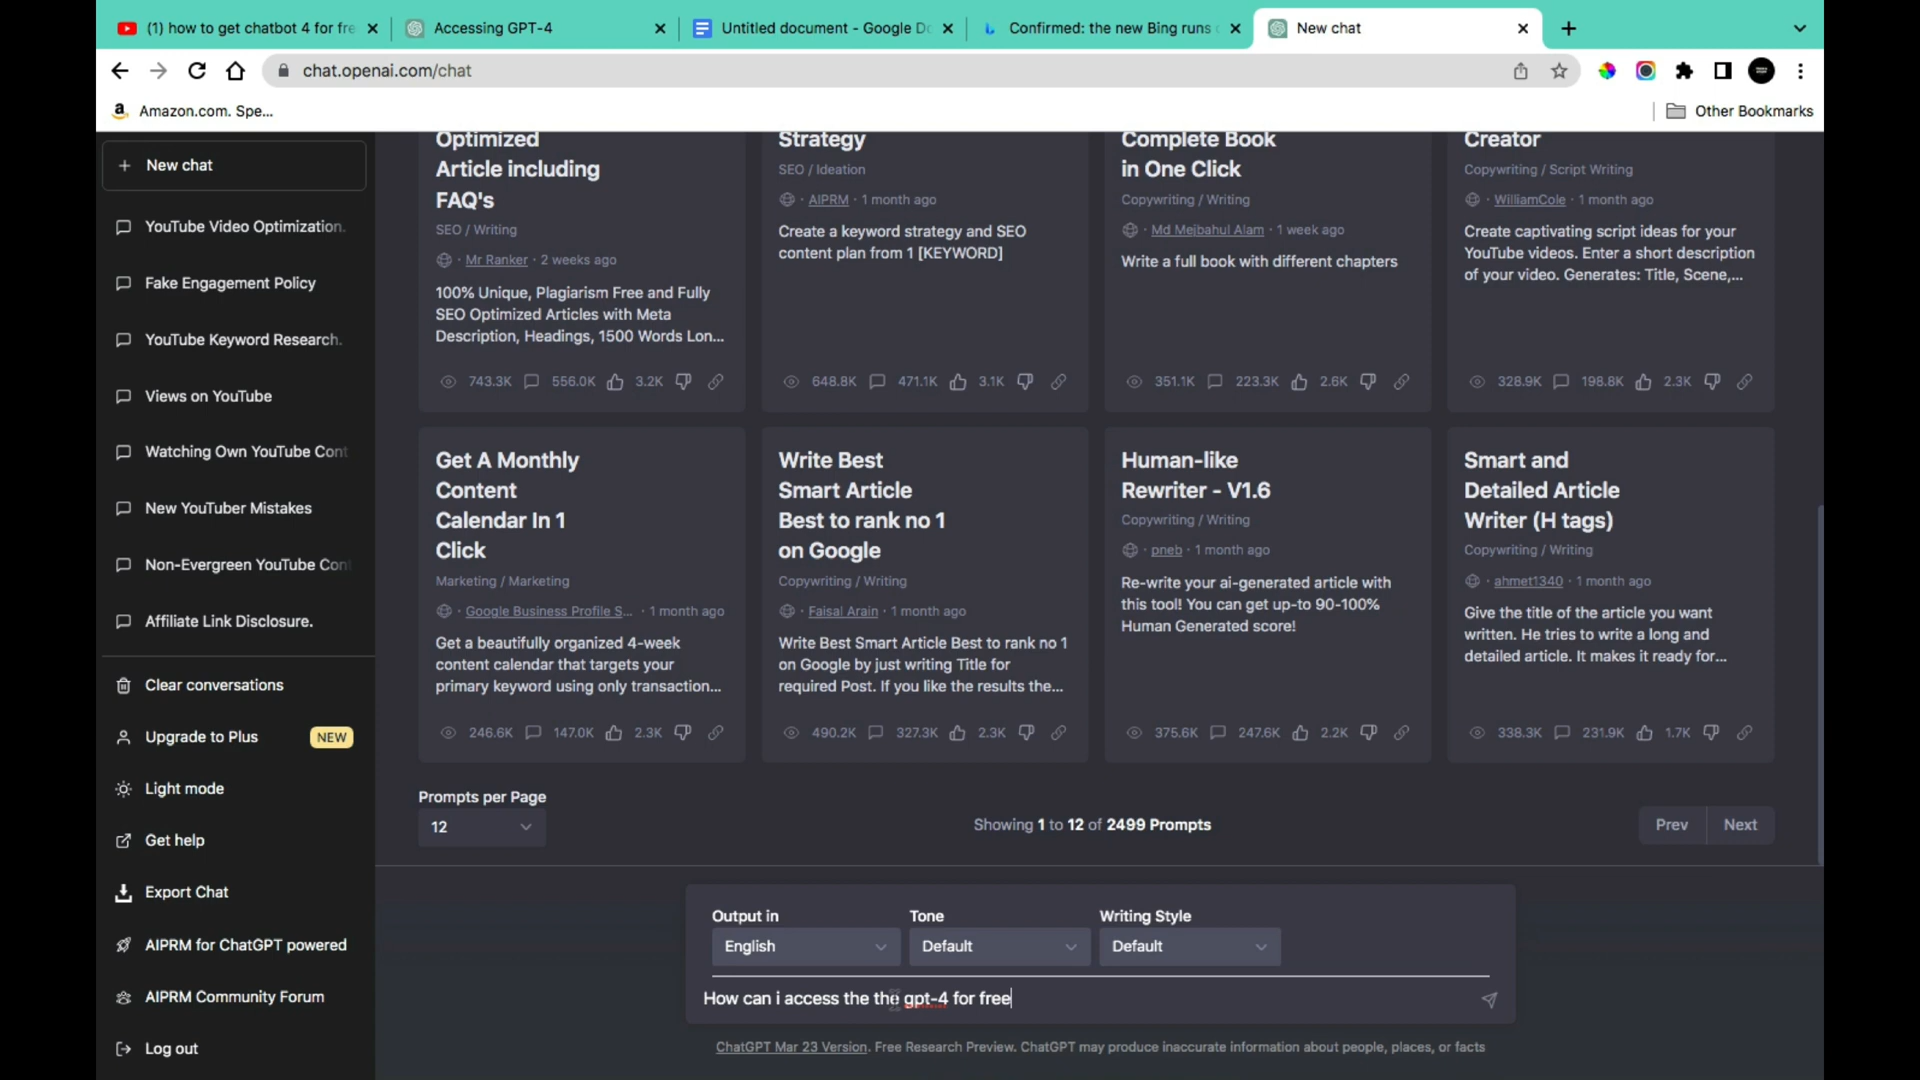 (1) how to get chatbot 4 for fre
Accessing GPT-4
Untitled document - Google Do
Confirmed: the new Bing runs
New chat
chat.openai.com/chat
Amazon.com. Spe...
Other Bookmarks
New chat
YouTube Video Optimization.
Fake Engagement Policy
YouTube Keyword Research.
Views on YouTube
Watching Own YouTube Cont
New YouTuber Mistakes
Non-Evergreen YouTube Cont
Affiliate Link Disclosure.
Clear conversations
Upgrade to Plus NEW
Light mode
Get help
Export Chat
AIPRM for ChatGPT powered
AIPRM Community Forum
Log out
Optimized
Article including
FAQ's
SEO / Writing
· Mr Ranker · 2 weeks ago
100% Unique, Plagiarism Free and Fully
SEO Optimized Articles with Meta
Description, Headings, 1500 Words Lon...
743.3K 556.0K 3.2K
Strategy
SEO / Ideation
· AIPRM · 1 month ago
Create a keyword strategy and SEO
content plan from 1 [KEYWORD]
648.8K 471.1K 3.1K
Complete Book
in One Click
Copywriting / Writing
· Md Mejbahul Alam · 1 week ago
Write a full book with different chapters
351.1K 223.3K 2.6K
Creator
Copywriting / Script Writing
· WilliamCole · 1 month ago
Create captivating script ideas for your
YouTube videos. Enter a short description
of your video. Generates: Title, Scene,...
328.9K 198.8K 2.3K
Get A Monthly
Content
Calendar In 1
Click
Marketing / Marketing
· Google Business Profile S... · 1 month ago
Get a beautifully organized 4-week
content calendar that targets your
primary keyword using only transaction...
246.6K 147.0K 2.3K
Write Best
Smart Article
Best to rank no 1
on Google
Copywriting / Writing
· Faisal Arain · 1 month ago
Write Best Smart Article Best to rank no 1
on Google by just writing Title for
required Post. If you like the results the...
490.2K 327.3K 2.3K
Human-like
Rewriter - V1.6
Copywriting / Writing
· pneb · 1 month ago
Re-write your ai-generated article with
this tool! You can get up-to 90-100%
Human Generated score!
375.6K 247.6K 2.2K
Smart and
Detailed Article
Writer (H tags)
Copywriting / Writing
· ahmet1340 · 1 month ago
Give the title of the article you want
written. He tries to write a long and
detailed article. It makes it ready for...
338.3K 231.9K 1.7K
Prompts per Page
12
Showing 1 to 12 of 2499 Prompts
Prev Next
Output in Tone Writing Style
English Default Default
How can i access the the gpt-4 for free
ChatGPT Mar 23 Version. Free Research Preview. ChatGPT may produce inaccurate information about people, places, or facts